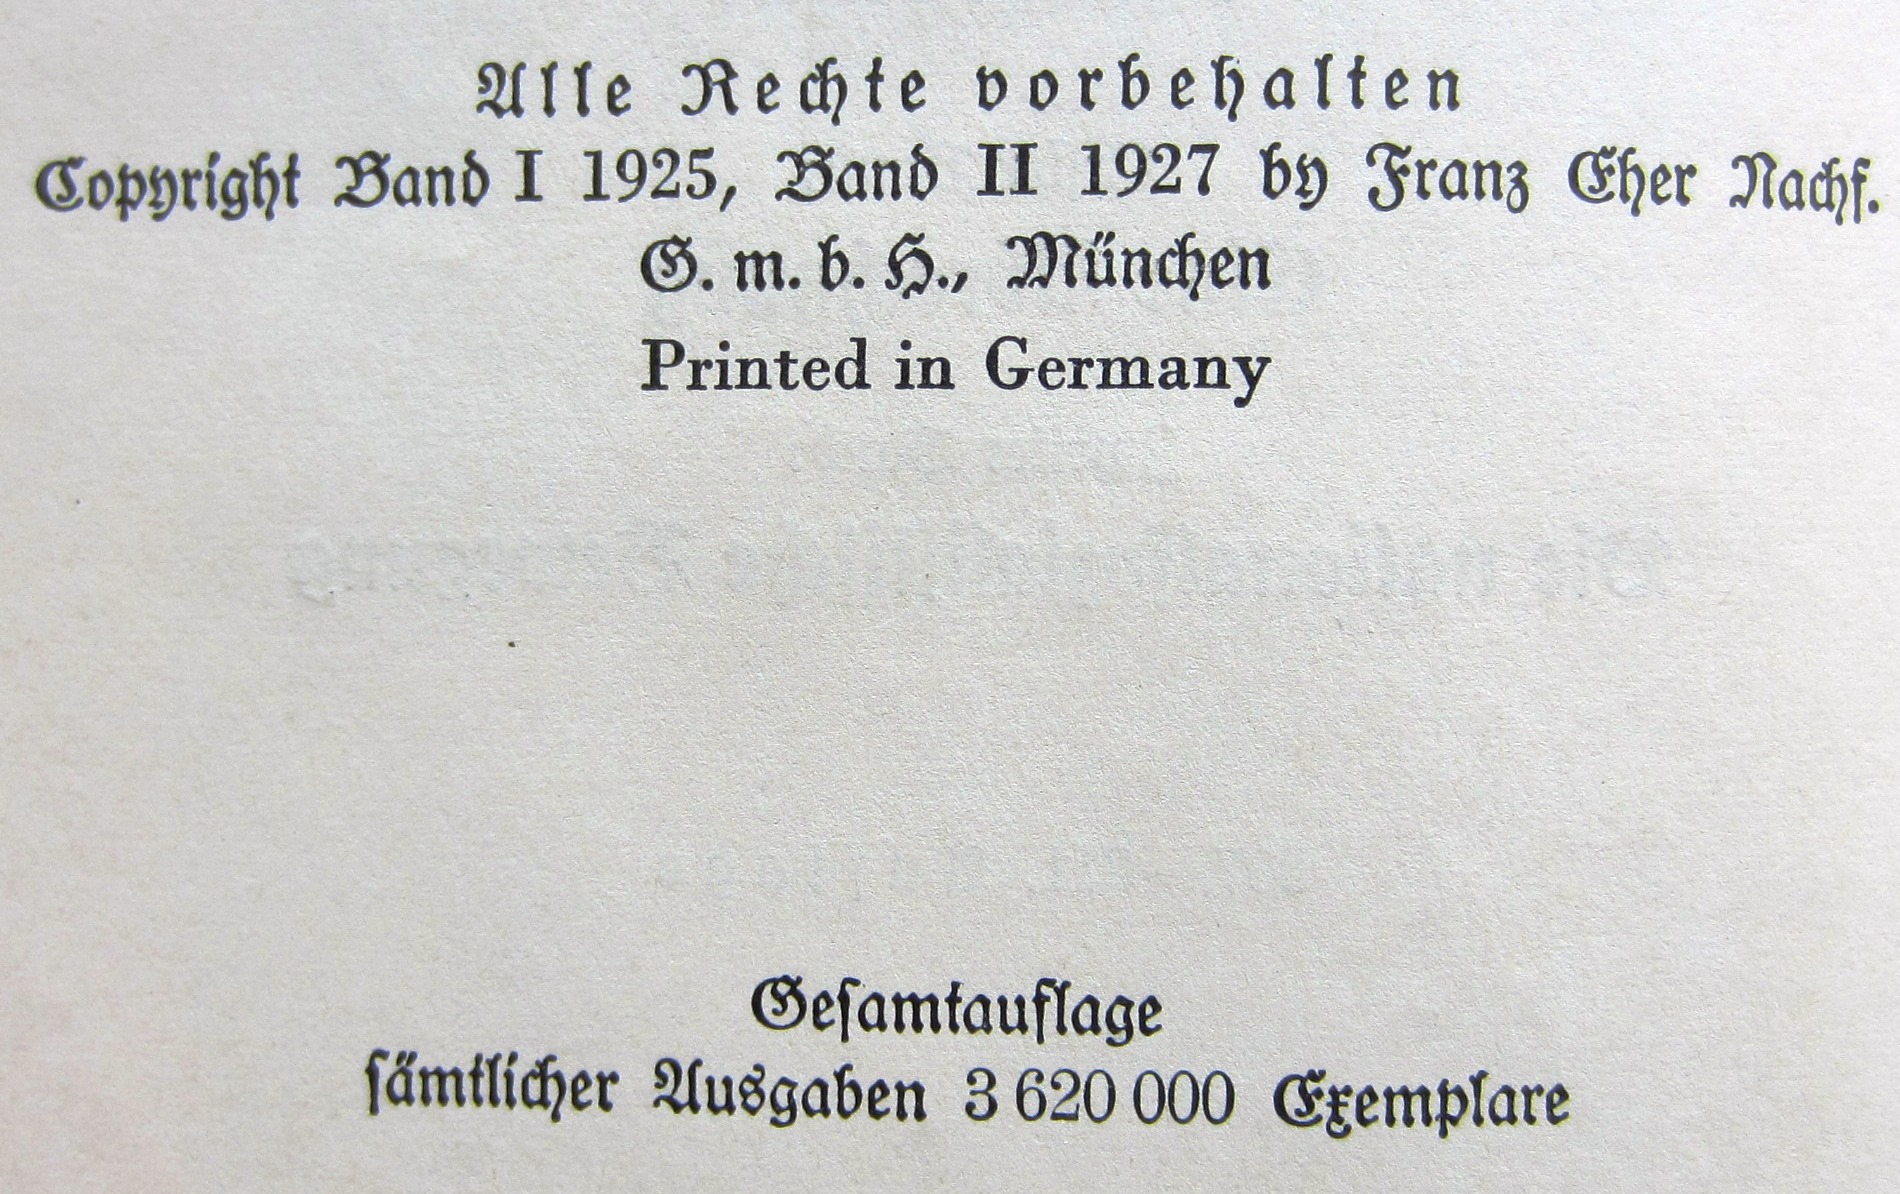 Alle Rechte vorbehalten
Copyright Band I 1925, Band II 1927 by Franz Eher Nachf.
G. m. b. H., München
Printed in Germany
Geſamtauflage
ſämtlicher Ausgaben 3 620 000 Exemplare